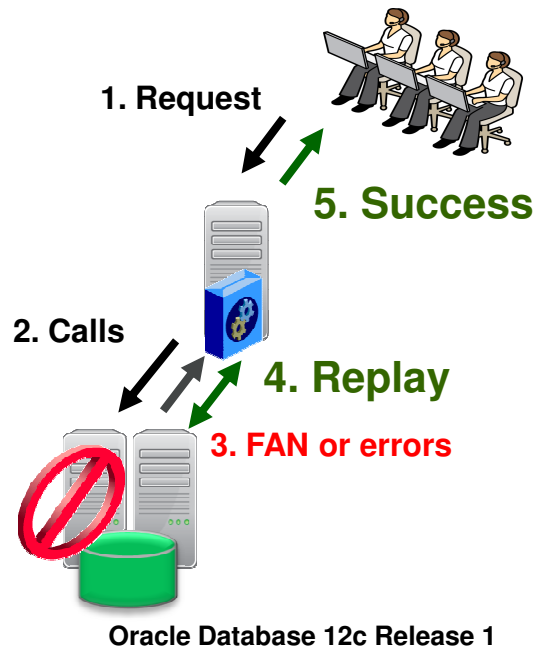 1. Request
5. Success
2. Calls
4. Replay
3. FAN or errors
Oracle Database 12c Release 1